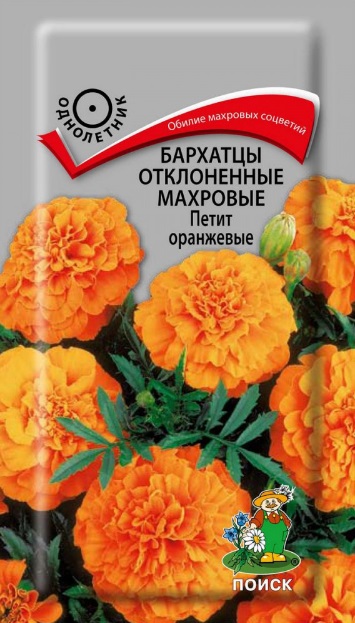 ОДНОЛЕТНИК
Обилие махровых соцветий
БАРХАТЦЫ
ОТКЛОНЕННЫЕ
МАХРОВЫЕ
Петит
оранжевые
ПОИСК